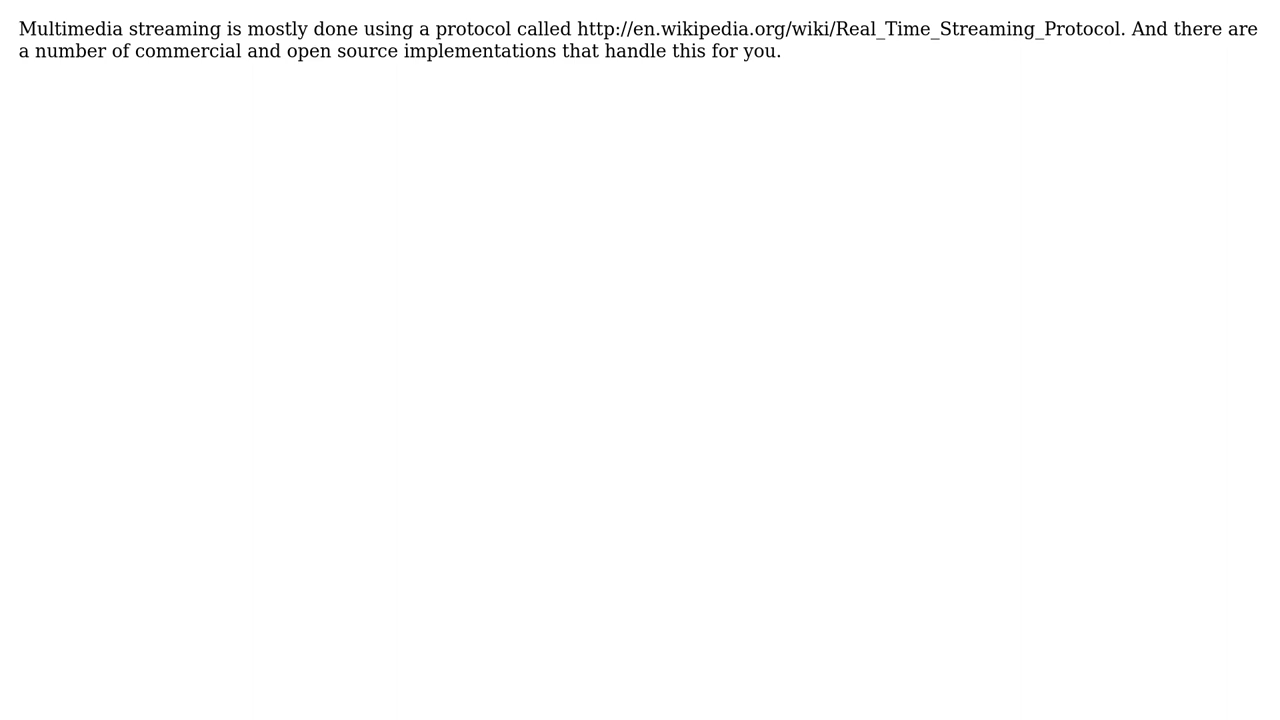 Multimedia streaming is mostly done using a protocol called http://en.wikipedia.org/wiki/Real_Time_Streaming_Protocol. And there are
a number of commercial and open source implementations that handle this for you.